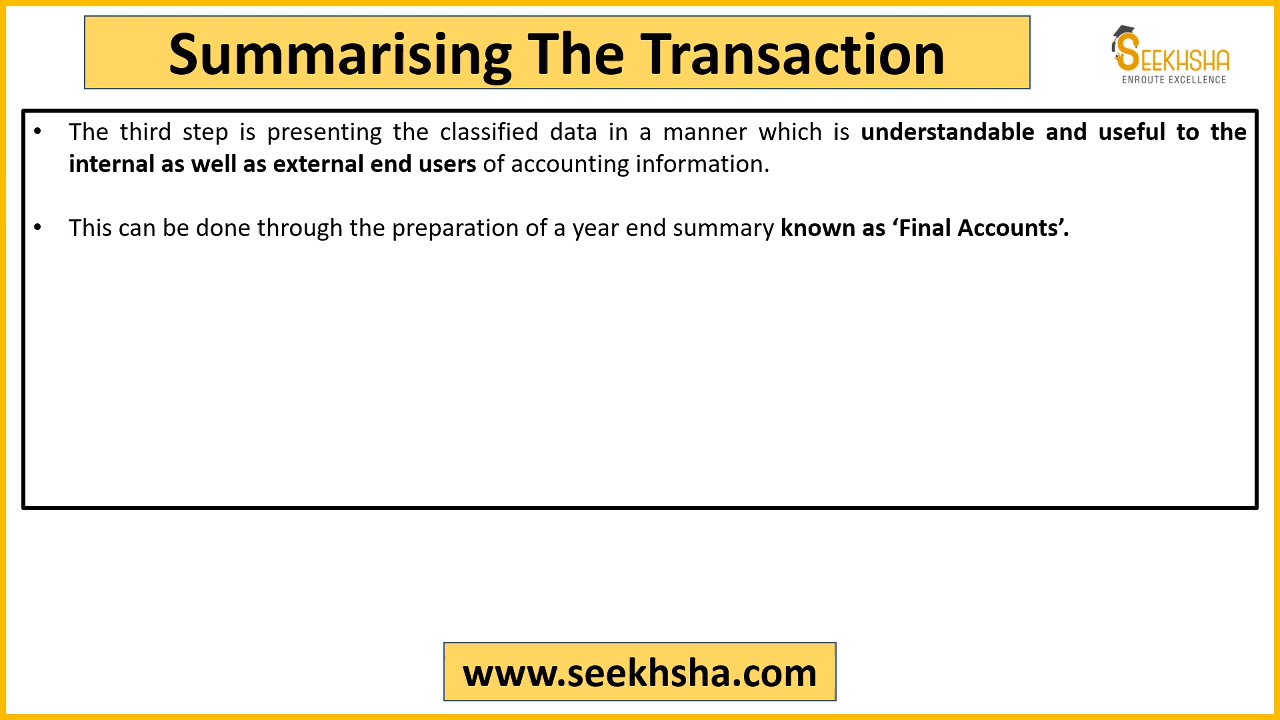 Summarising The Transaction
SEEKHSHA
ENROUTE EXCELLENCE
• The third step is presenting the classified data in a manner which is understandable and useful to the
internal as well as external end users of accounting information.
• This can be done through the preparation of a year end summary known as ‘Final Accounts’.
www.seekhsha.com